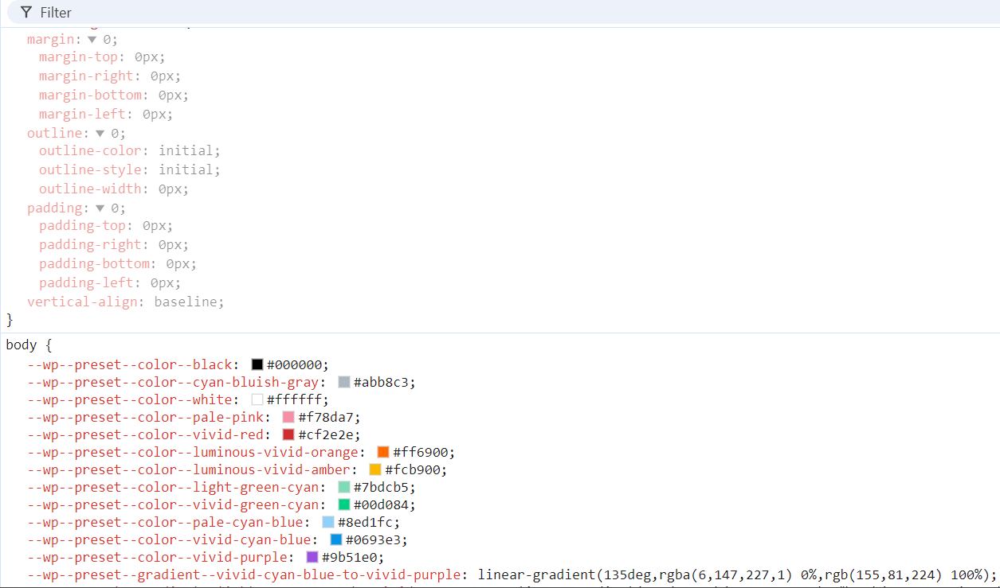 Filter
margin: ▼ 0;
margin-top: 0px;
margin-right: 0px;
margin-bottom: 0px;
margin-left: 0px;
outline: ▼ 0;
outline-color: initial;
outline-style: initial;
outline-width: 0px;
padding: ▼ 0;
padding-top: 0px;
padding-right: 0px;
padding-bottom: 0px;
padding-left: 0px;
vertical-align: baseline;
}
body {
--wp--preset--color--black: #000000;
--wp--preset--color--cyan-bluish-gray: #abb8c3;
--wp--preset--color--white: #ffffff;
--wp--preset--color--pale-pink: #f78da7;
--wp--preset--color--vivid-red: #cf2e2e;
--wp--preset--color--luminous-vivid-orange: #ff6900;
--wp--preset--color--luminous-vivid-amber: #fcb900;
--wp--preset--color--light-green-cyan: #7bdcb5;
--wp--preset--color--vivid-green-cyan: #00d084;
--wp--preset--color--pale-cyan-blue: #8ed1fc;
--wp--preset--color--vivid-cyan-blue: #0693e3;
--wp--preset--color--vivid-purple: #9b51e0;
--wp--preset--gradient--vivid-cyan-blue-to-vivid-purple: linear-gradient(135deg,rgba(6,147,227,1) 0%,rgb(155,81,224) 100%);